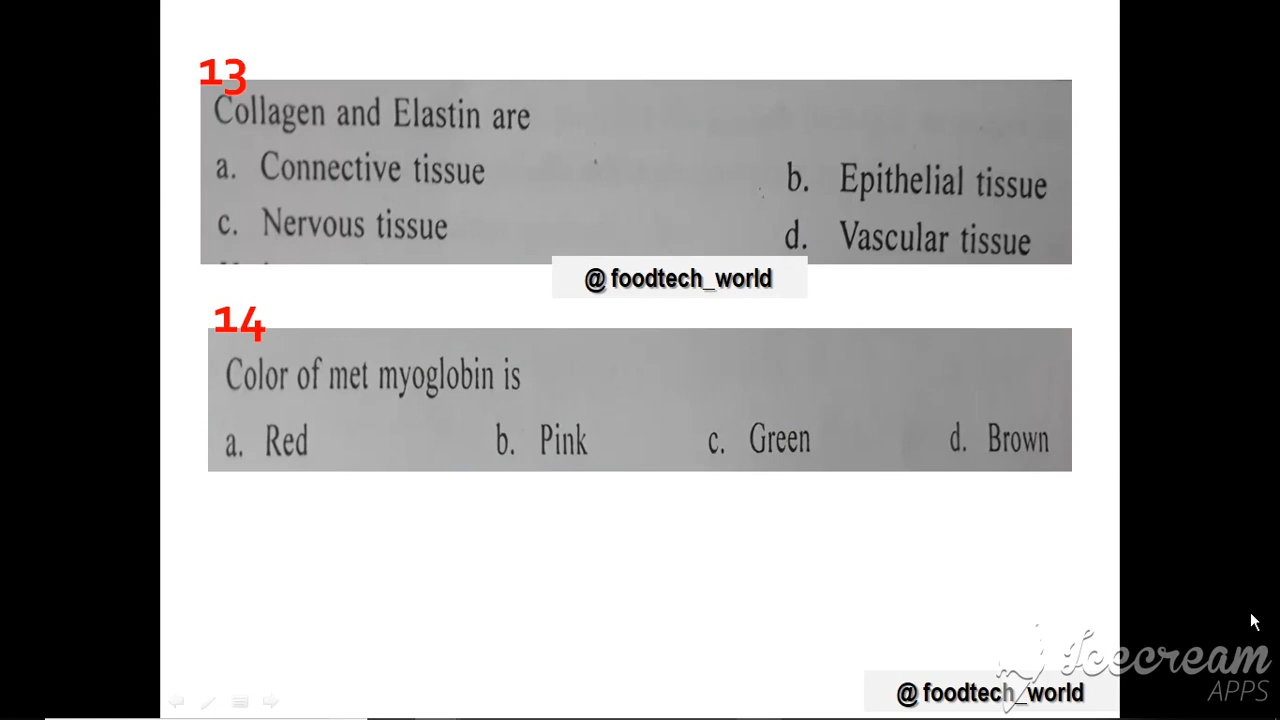 13
Collagen and Elastin are
a. Connective tissue b. Epithelial tissue
c. Nervous tissue d. Vascular tissue
@ foodtech_world
14
Color of met myoglobin is
a. Red b. Pink c. Green d. Brown
Icecream
APPS
@ foodtech_world